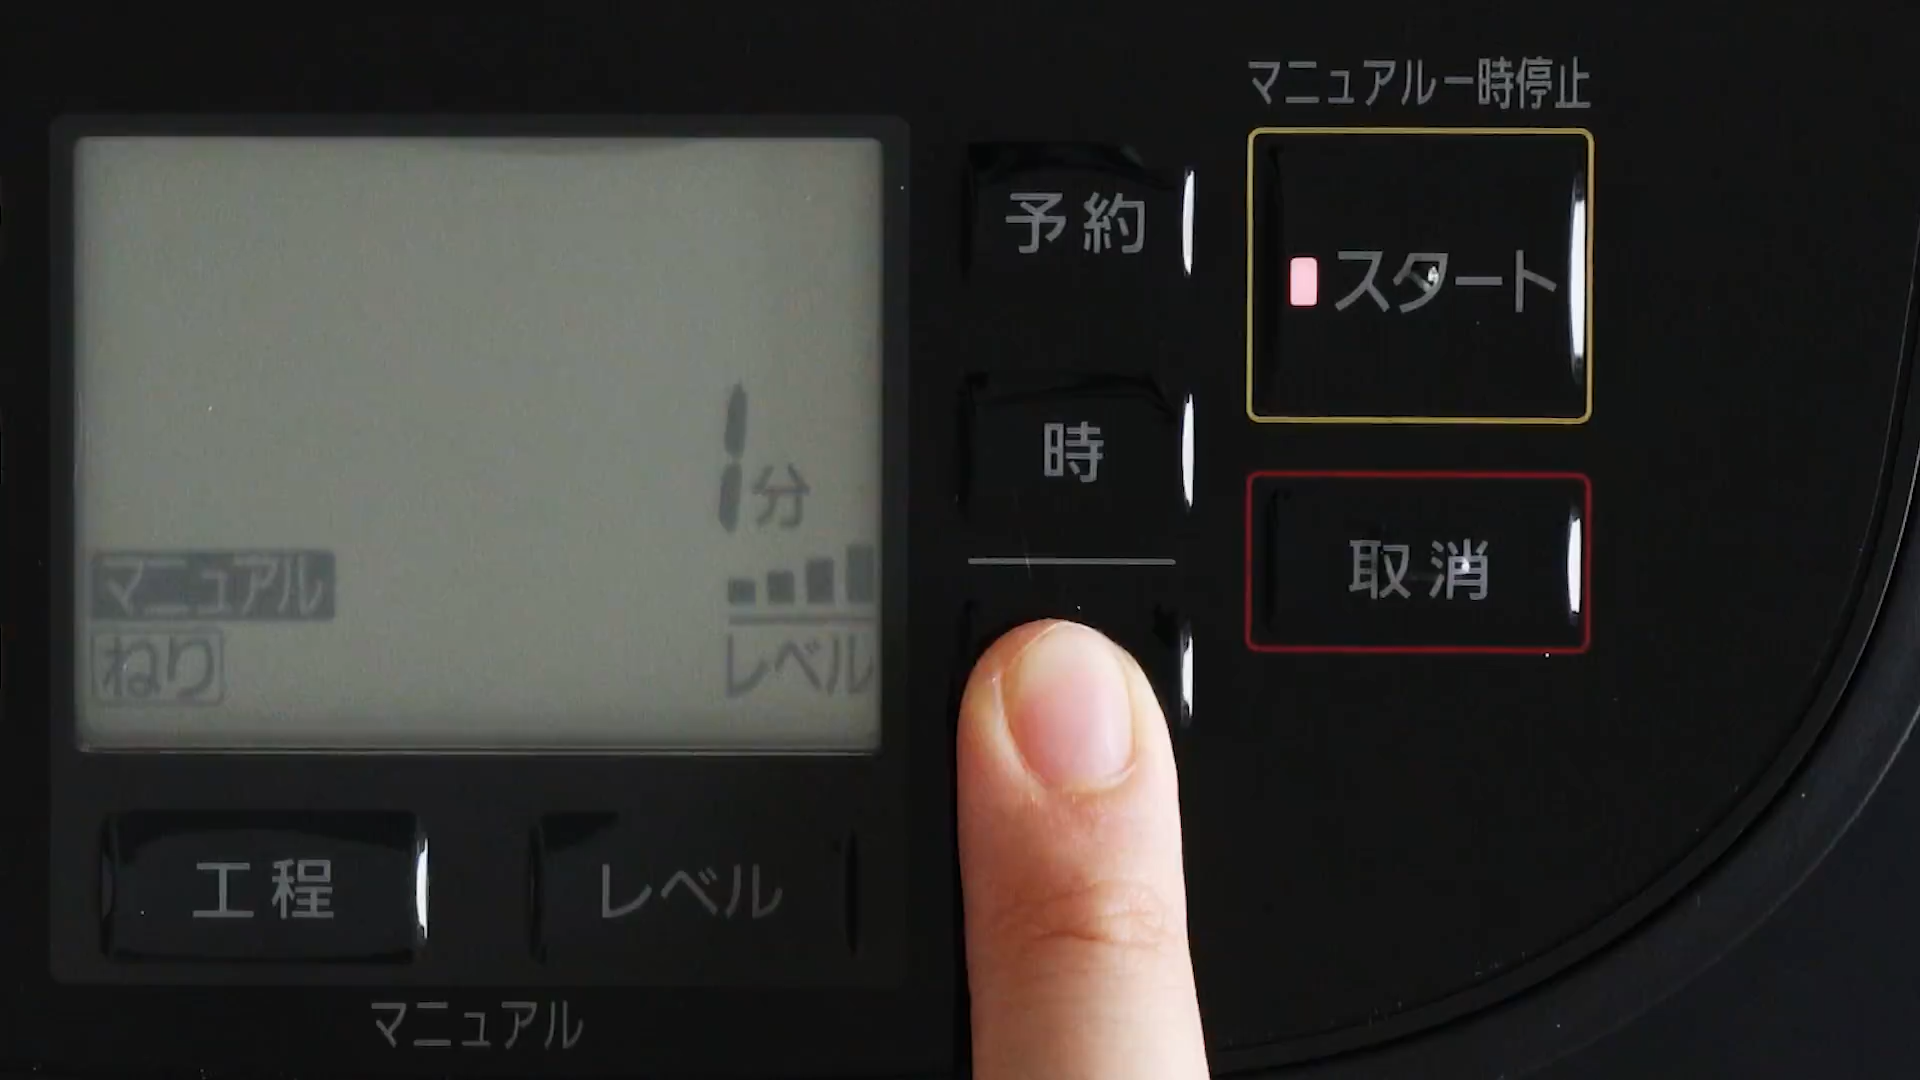 マニュアル一時停止
予約
スタート
時
1分
取消
マニュアル
ねり
レベル
工程
レベル
マニュアル